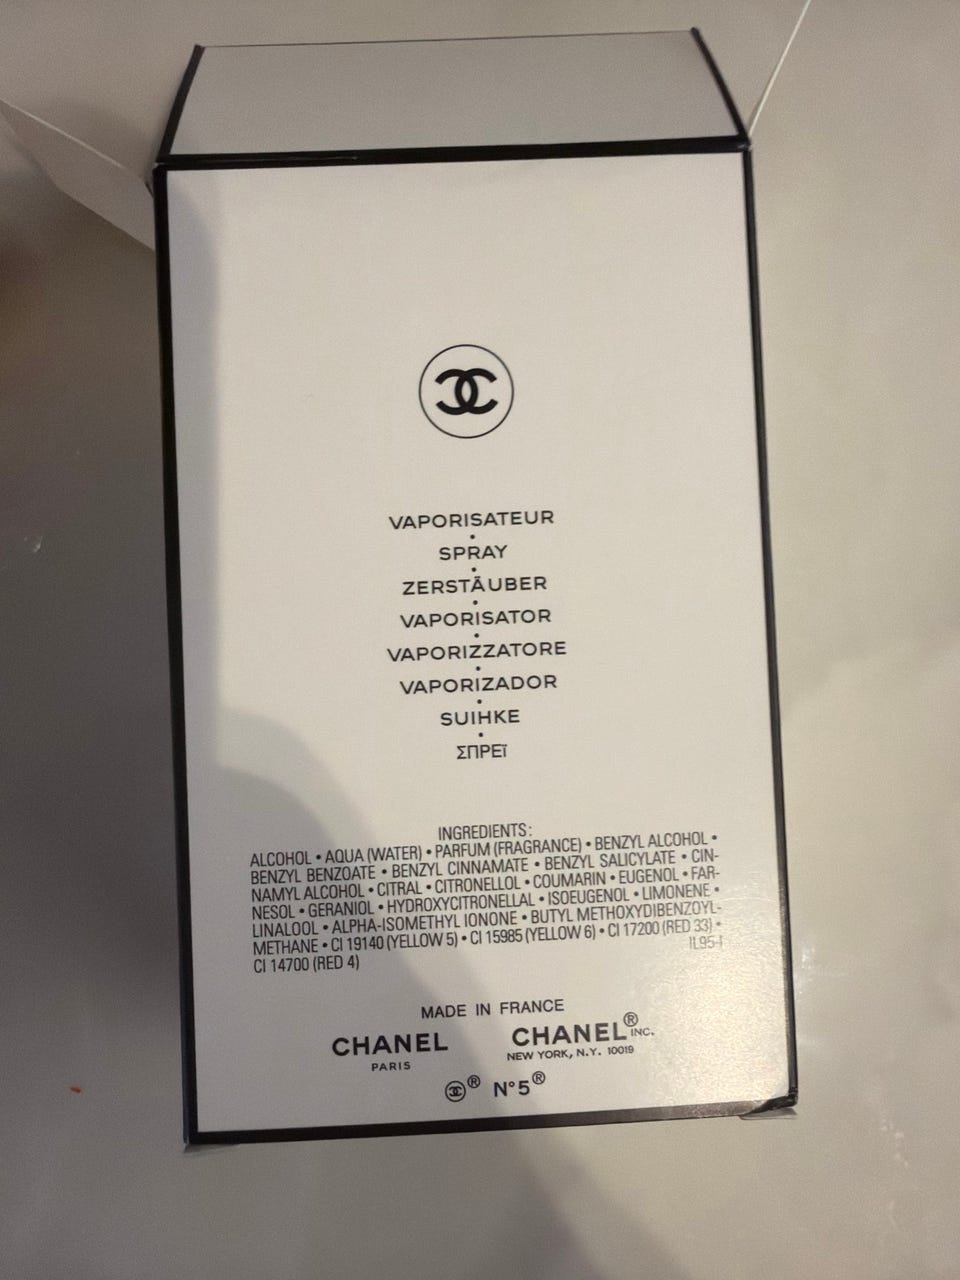 VAPORISATEUR
•
SPRAY
•
ZERSTÄUBER
•
VAPORISATOR
•
VAPORIZZATORE
•
VAPORIZADOR
•
SUIHKE
•
ΣΠΡΕΪ
INGREDIENTS:
ALCOHOL • AQUA (WATER) • PARFUM (FRAGRANCE) • BENZYL ALCOHOL •
BENZYL BENZOATE • BENZYL CINNAMATE • BENZYL SALICYLATE • CIN-
NAMYL ALCOHOL • CITRAL • CITRONELLOL • COUMARIN • EUGENOL • FAR-
NESOL • GERANIOL • HYDROXYCITRONELLAL • ISOEUGENOL • LIMONENE •
LINALOOL • ALPHA-ISOMETHYL IONONE • BUTYL METHOXYDIBENZOYL-
METHANE • CI 19140 (YELLOW 5) • CI 15985 (YELLOW 6) • CI 17200 (RED 33) •
CI 14700 (RED 4) IL95-1
MADE IN FRANCE
CHANEL CHANEL® INC.
PARIS NEW YORK, N.Y. 10019
® N°5®